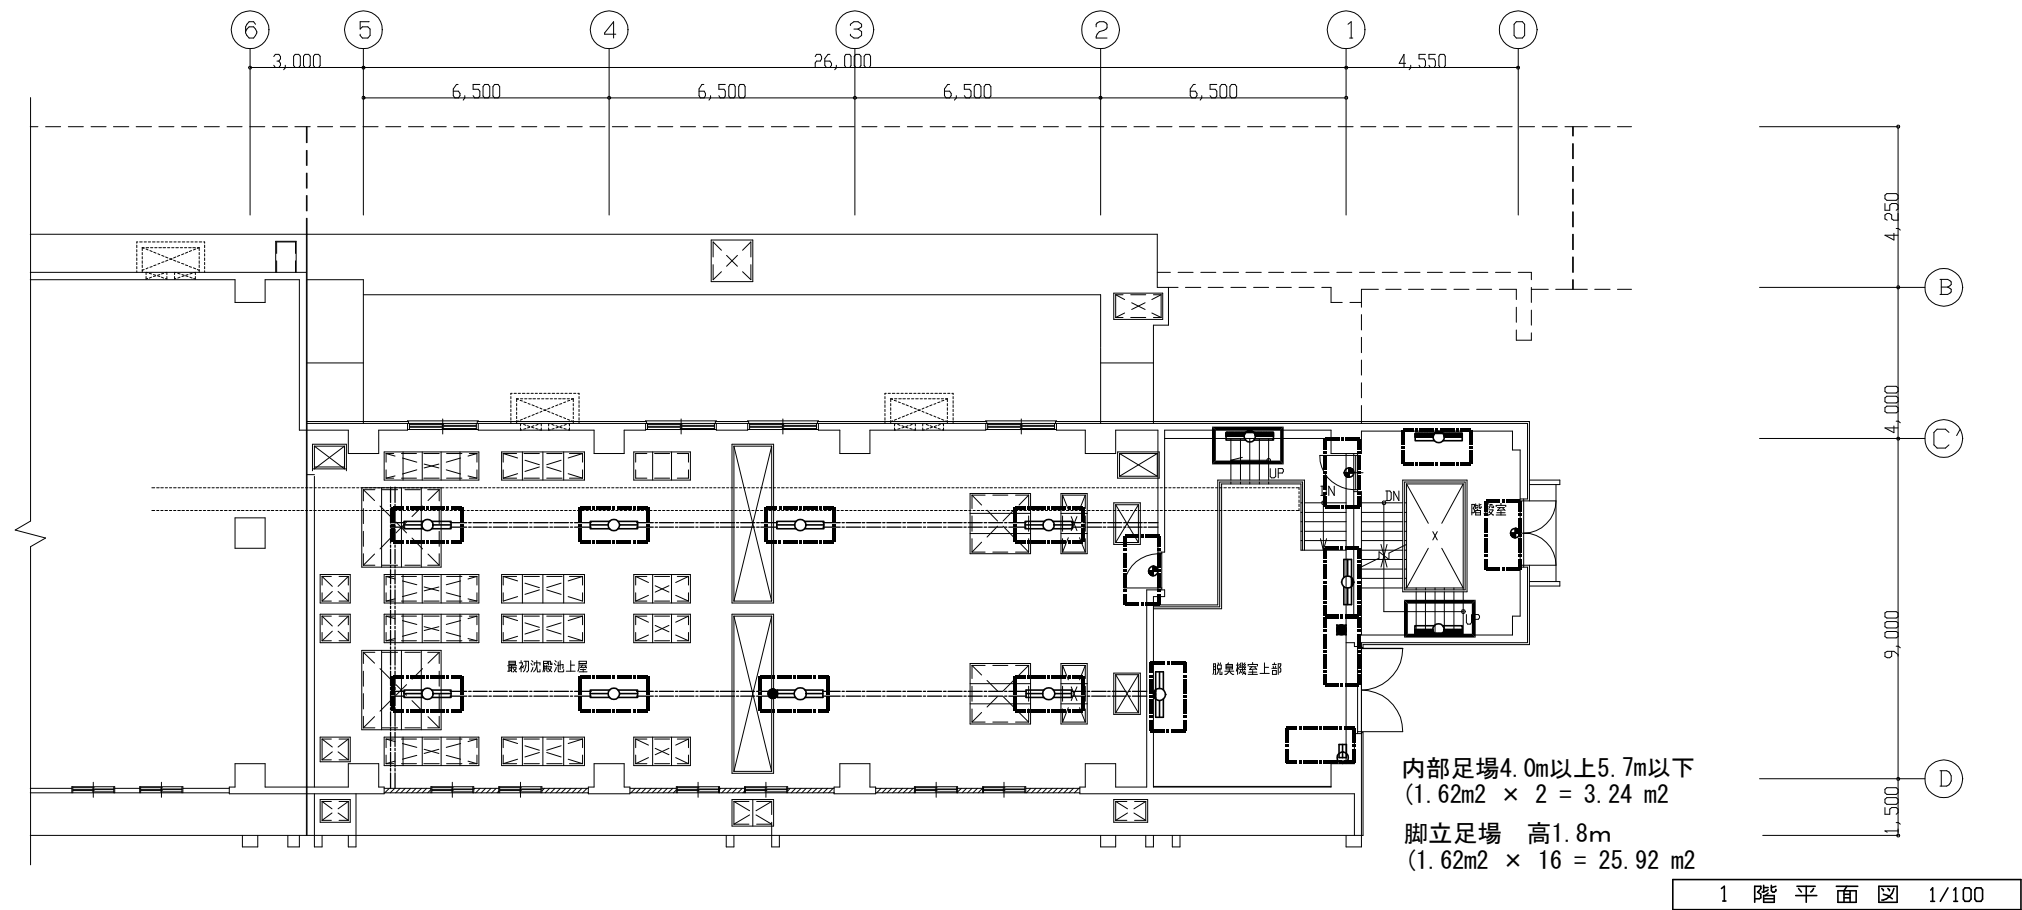 6 5 4 3 2 1 0
3,000 26,000 4,550
6,500 6,500 6,500 6,500
4,250
B
4,000
C'
UP
DN DN
階段室
UP
9,000
最初沈殿池上屋
脱臭機室上部
内部足場4.0m以上5.7m以下
(1.62m2 × 2 = 3.24 m2
D
1,500
脚立足場 高1.8m
(1.62m2 × 16 = 25.92 m2
1 階 平 面 図 1/100